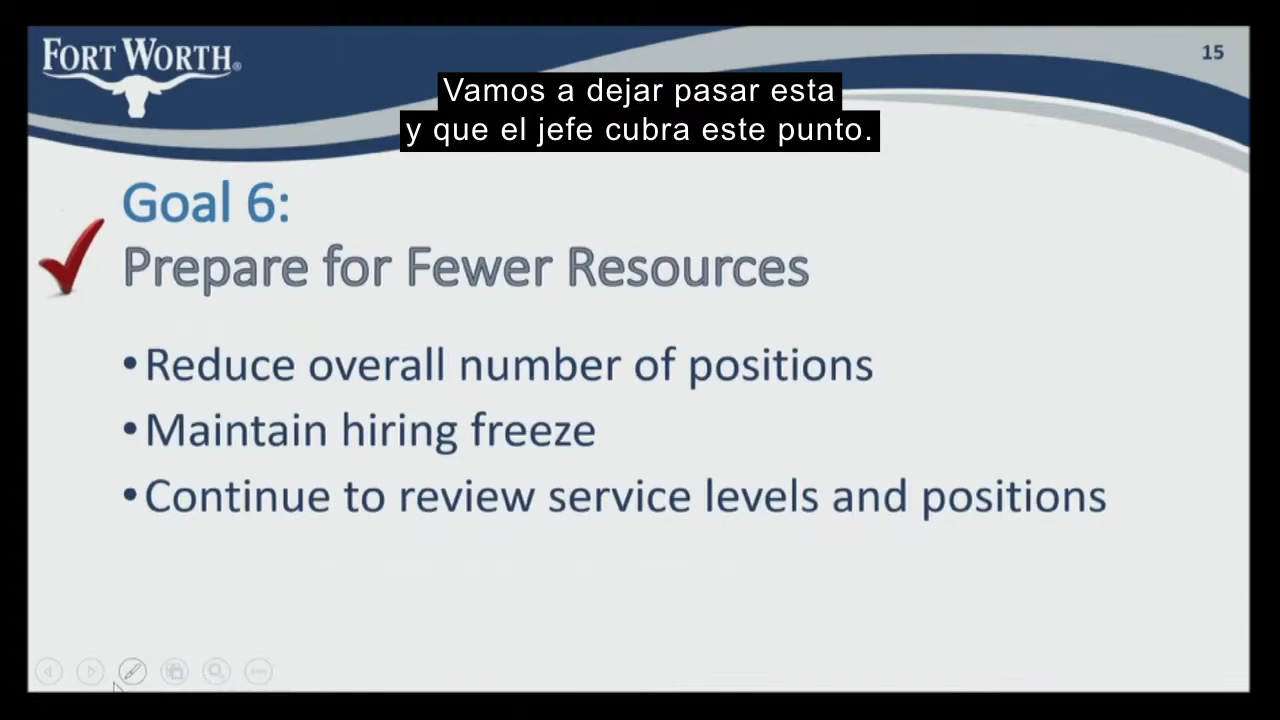 FORT WORTH®
15
Vamos a dejar pasar esta
y que el jefe cubra este punto.
Goal 6:
Prepare for Fewer Resources
•Reduce overall number of positions
•Maintain hiring freeze
•Continue to review service levels and positions